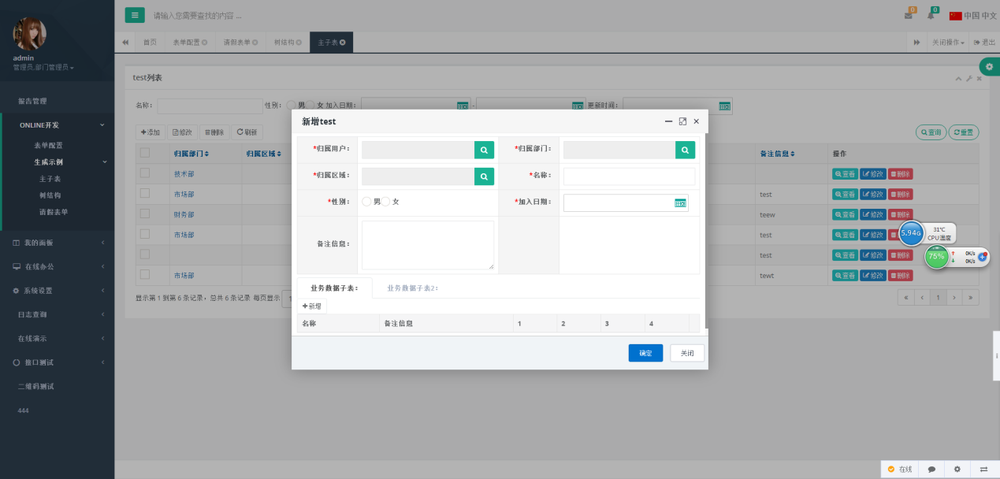 admin
管理员,部门管理员
报告管理
ONLINE开发
表单配置
生成示例
主子表
树结构
请假表单
我的面板
在线办公
系统设置
日志查询
在线演示
接口测试
二维码测试
444
请输入您需要查找的内容 …
0
0
中国 中文
首页
表单配置
请假表单
树结构
主子表
关闭操作
退出
test列表
名称：
性别：
男
女
加入日期：
-
更新时间：
添加
修改
删除
刷新
查询
重置
归属部门
归属区域
备注信息
操作
技术部
查看 修改 删除
市场部
test
查看 修改 删除
财务部
teew
查看 修改 删除
市场部
test
查看 修改 删除
test
查看 修改 删除
市场部
tewt
查看 修改 删除
显示第 1 到第 6 条记录，总共 6 条记录 每页显示 1
« ‹ 1 › »
新增test
*归属用户：
*归属部门：
*归属区域：
*名称：
*性别：
男
女
*加入日期：
备注信息：
业务数据子表：
业务数据子表2：
新增
名称
备注信息
1
2
3
4
确定
关闭
5.94G
31℃
CPU温度
75%
0K/s
0K/s
在线